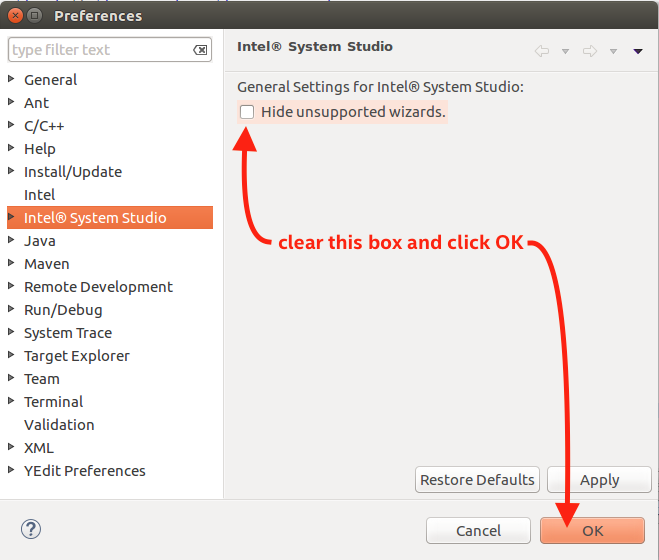 Preferences
type filter text
General
Ant
C/C++
Help
Install/Update
Intel
Intel® System Studio
Java
Maven
Remote Development
Run/Debug
System Trace
Target Explorer
Team
Terminal
Validation
XML
YEdit Preferences
Intel® System Studio
General Settings for Intel® System Studio:
Hide unsupported wizards.
clear this box and click OK
Restore Defaults
Apply
?
Cancel
OK